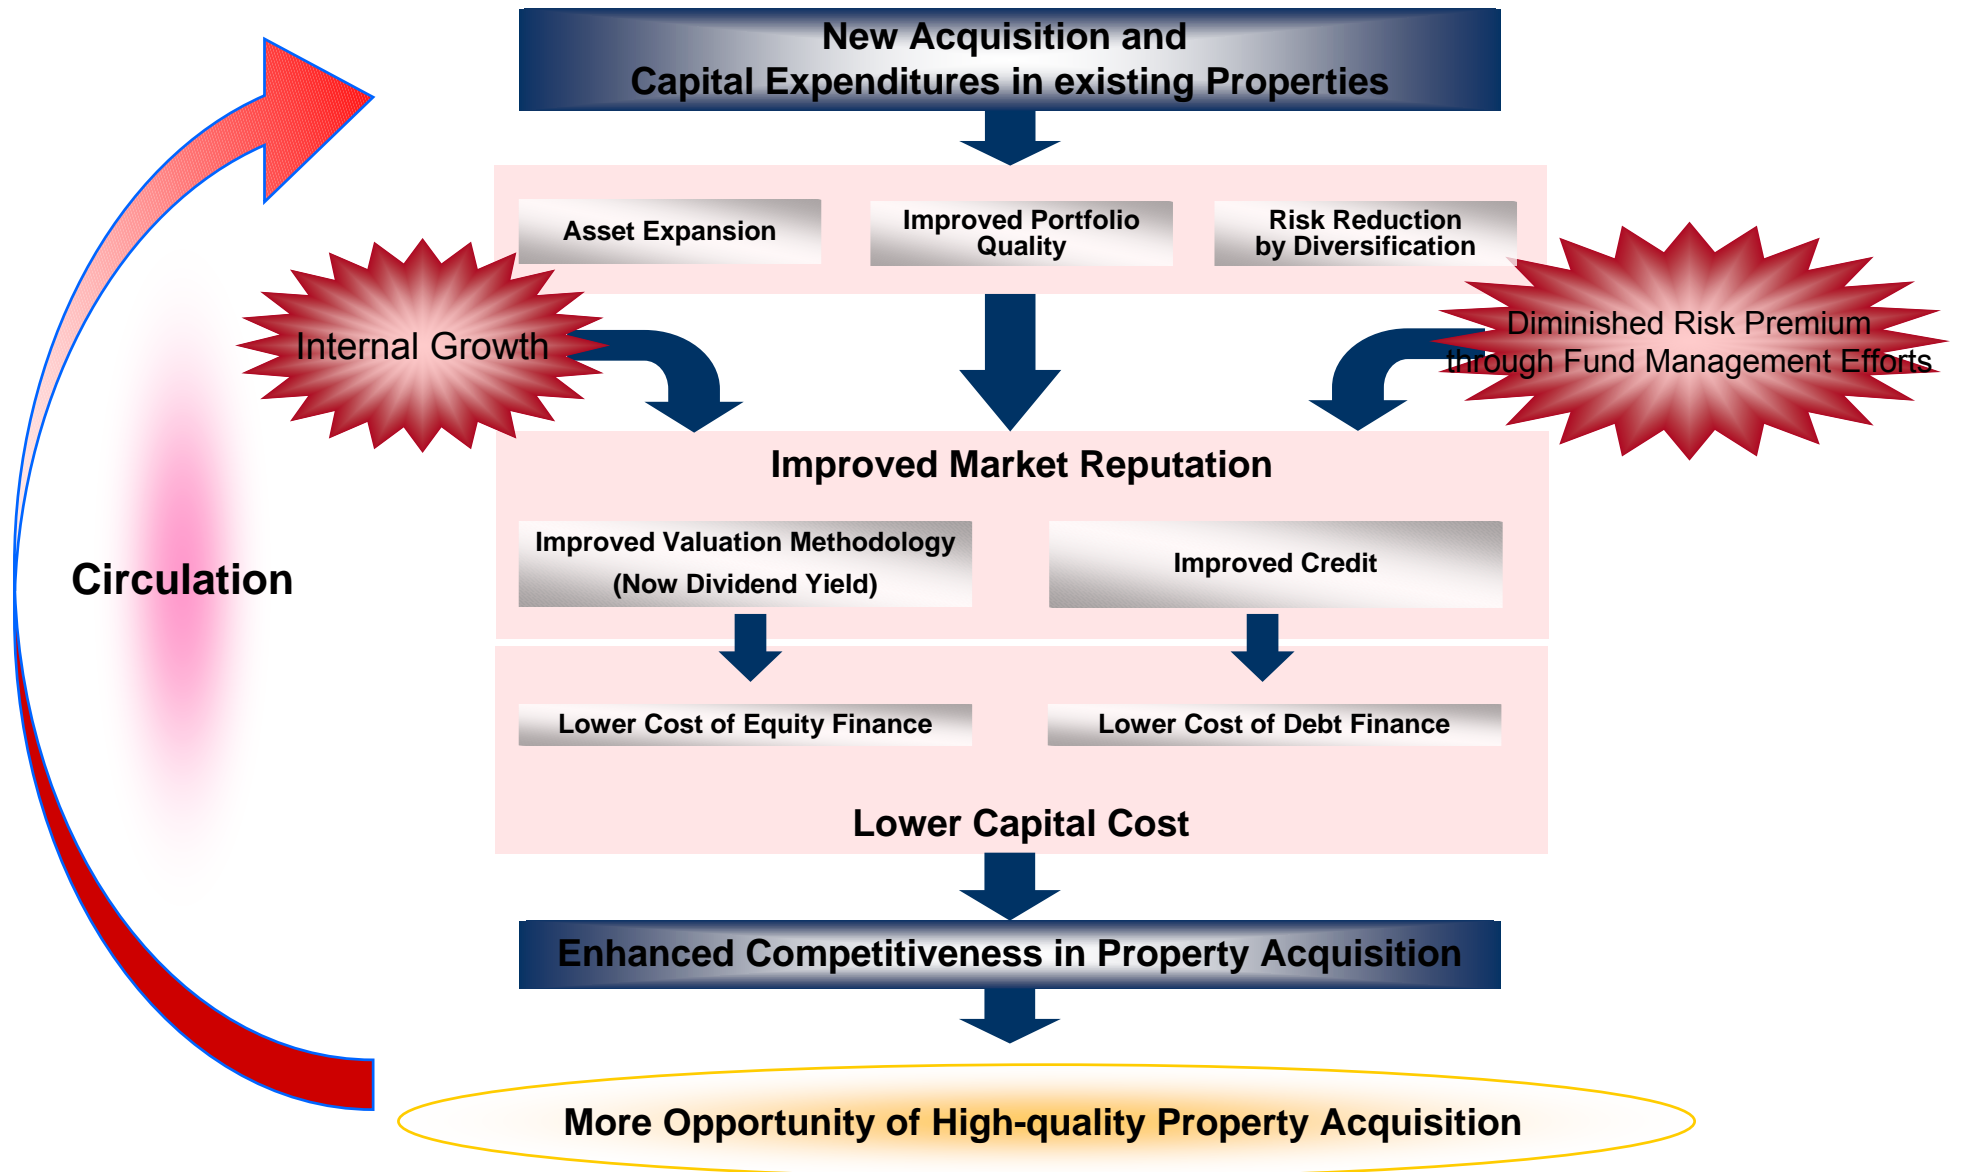 New Acquisition and
Capital Expenditures in existing Properties
Asset Expansion
Improved Portfolio
Quality
Risk Reduction
by Diversification
Internal Growth
Diminished Risk Premium
through Fund Management Efforts
Improved Market Reputation
Improved Valuation Methodology
(Now Dividend Yield)
Improved Credit
Circulation
Lower Cost of Equity Finance
Lower Cost of Debt Finance
Lower Capital Cost
Enhanced Competitiveness in Property Acquisition
More Opportunity of High-quality Property Acquisition